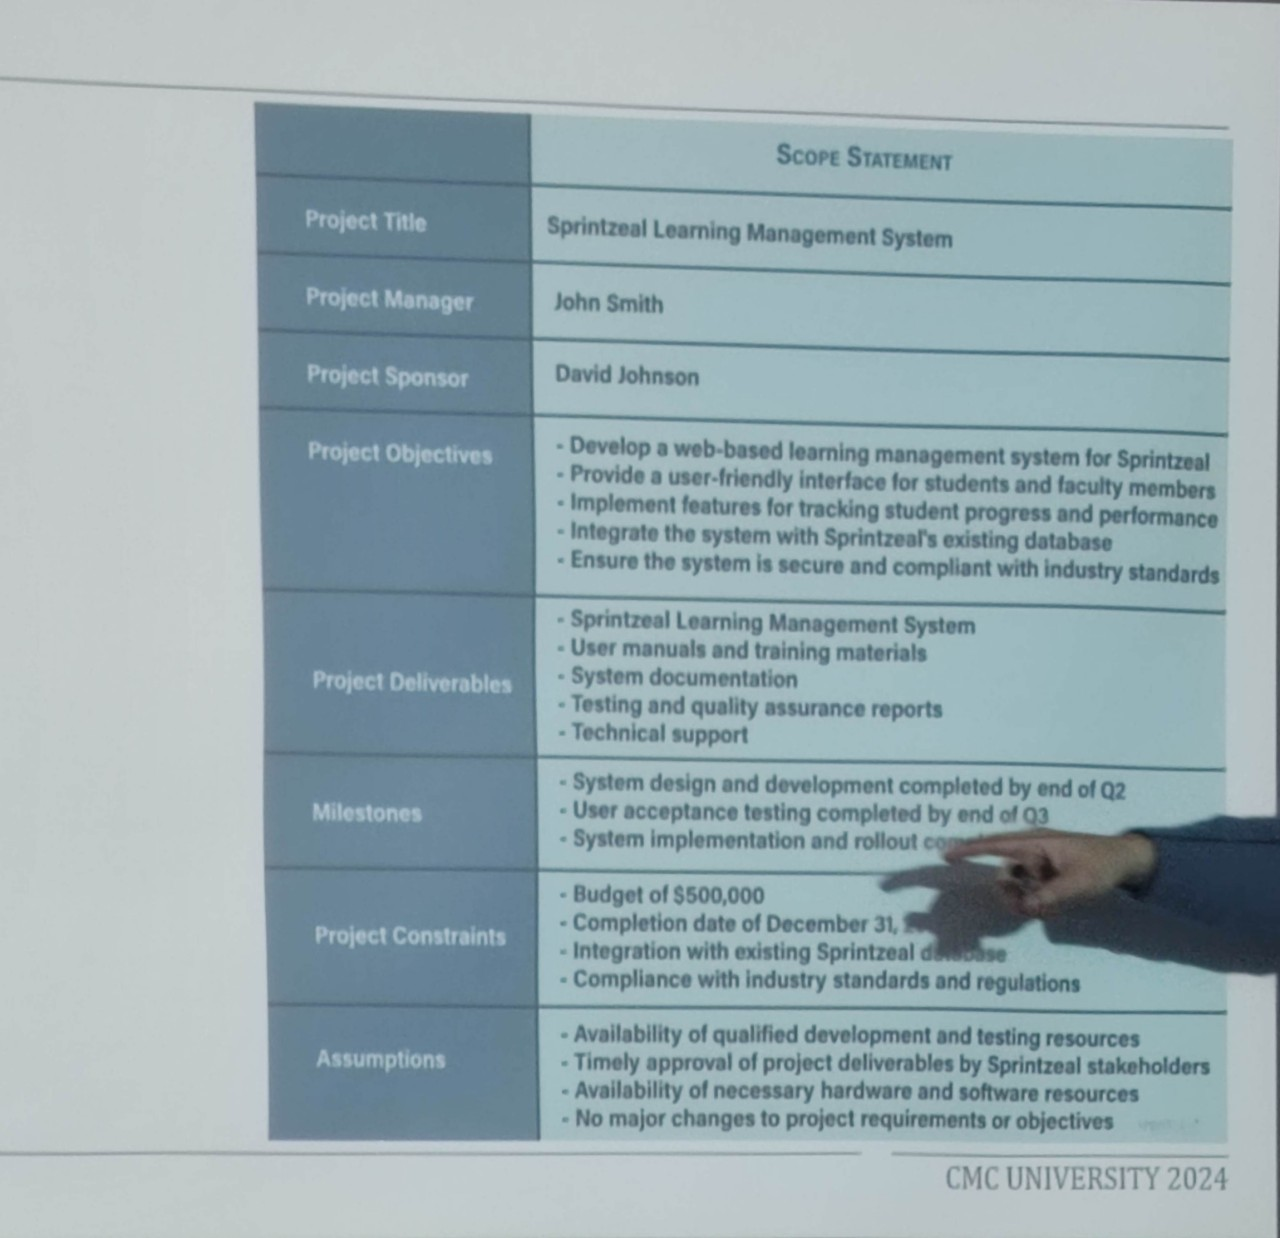 SCOPE STATEMENT
Project Title
Sprintzeal Learning Management System
Project Manager
John Smith
Project Sponsor
David Johnson
Project Objectives
- Develop a web-based learning management system for Sprintzeal
- Provide a user-friendly interface for students and faculty members
- Implement features for tracking student progress and performance
- Integrate the system with Sprintzeal's existing database
- Ensure the system is secure and compliant with industry standards
Project Deliverables
- Sprintzeal Learning Management System
- User manuals and training materials
- System documentation
- Testing and quality assurance reports
- Technical support
Milestones
- System design and development completed by end of Q2
- User acceptance testing completed by end of Q3
- System implementation and rollout
Project Constraints
- Budget of $500,000
- Completion date of December 31,
- Integration with existing Sprintzeal database
- Compliance with industry standards and regulations
Assumptions
- Availability of qualified development and testing resources
- Timely approval of project deliverables by Sprintzeal stakeholders
- Availability of necessary hardware and software resources
- No major changes to project requirements or objectives
CMC UNIVERSITY 2024